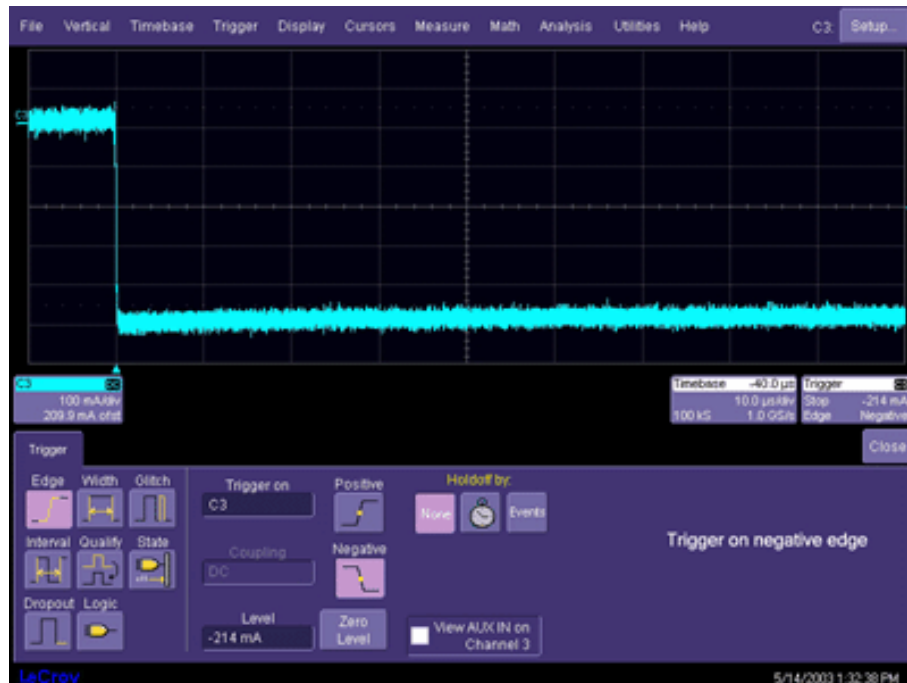 File Vertical Timebase Trigger Display Cursors Measure Math Analysis Utilities Help C3: Setup...
C3
C3 DC
100 mA/div
209.9 mA ofst
Timebase -40.0 µs
10.0 µs/div
100 kS 1.0 GS/s
Trigger C3
Stop -214 mA
Edge Negative
Trigger
Close
Edge Width Glitch
Interval Qualify State
Dropout Logic
Trigger on
C3
Coupling
DC
Level
-214 mA
Positive
Negative
Zero
Level
Holdoff by:
None Events
View AUX IN on
Channel 3
Trigger on negative edge
LeCroy
5/14/2003 1:32:38 PM